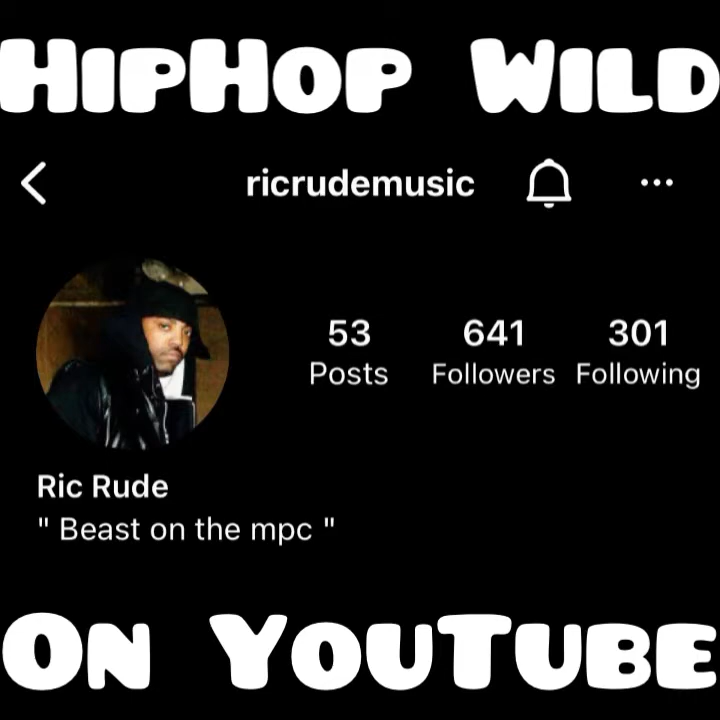 HipHop Wild
ricrudemusic
53 641 301
Posts Followers Following
Ric Rude
" Beast on the mpc "
On YouTube